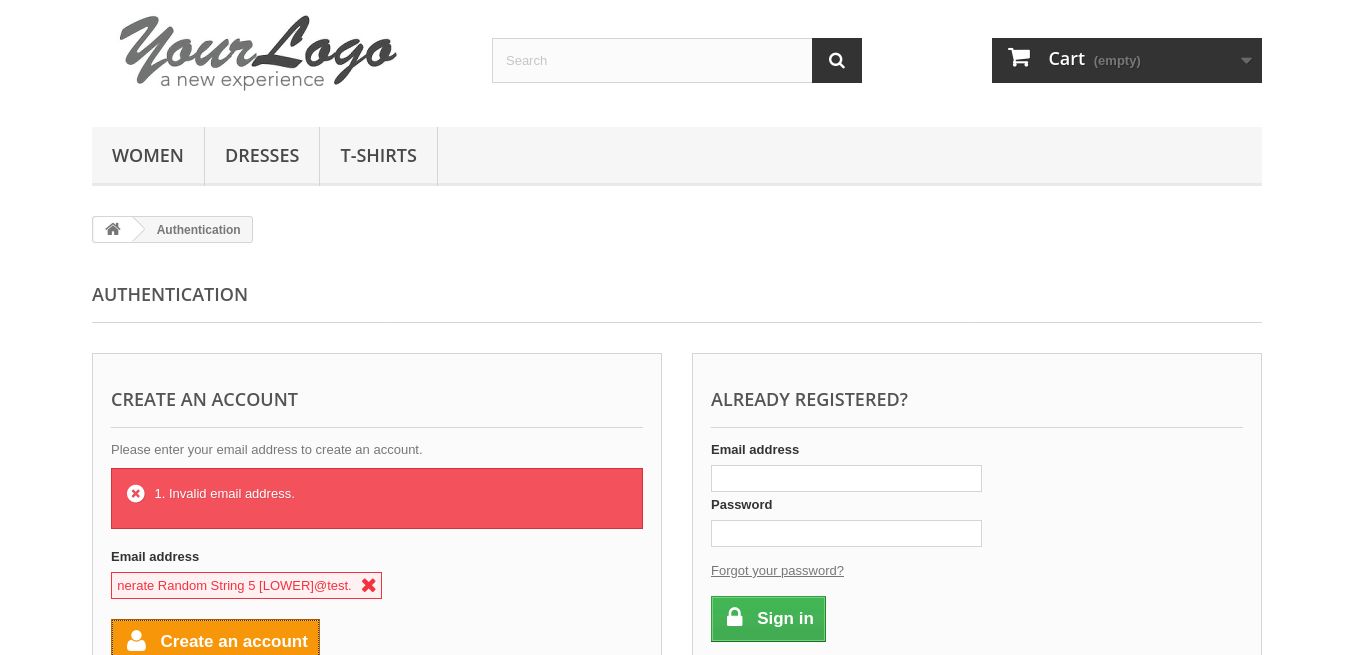 YourLogo
a new experience
Search
Cart (empty)
WOMEN DRESSES T-SHIRTS
Authentication
AUTHENTICATION
CREATE AN ACCOUNT
Please enter your email address to create an account.
1. Invalid email address.
Email address
nerate Random String 5 [LOWER]@test.
Create an account
ALREADY REGISTERED?
Email address
Password
Forgot your password?
Sign in